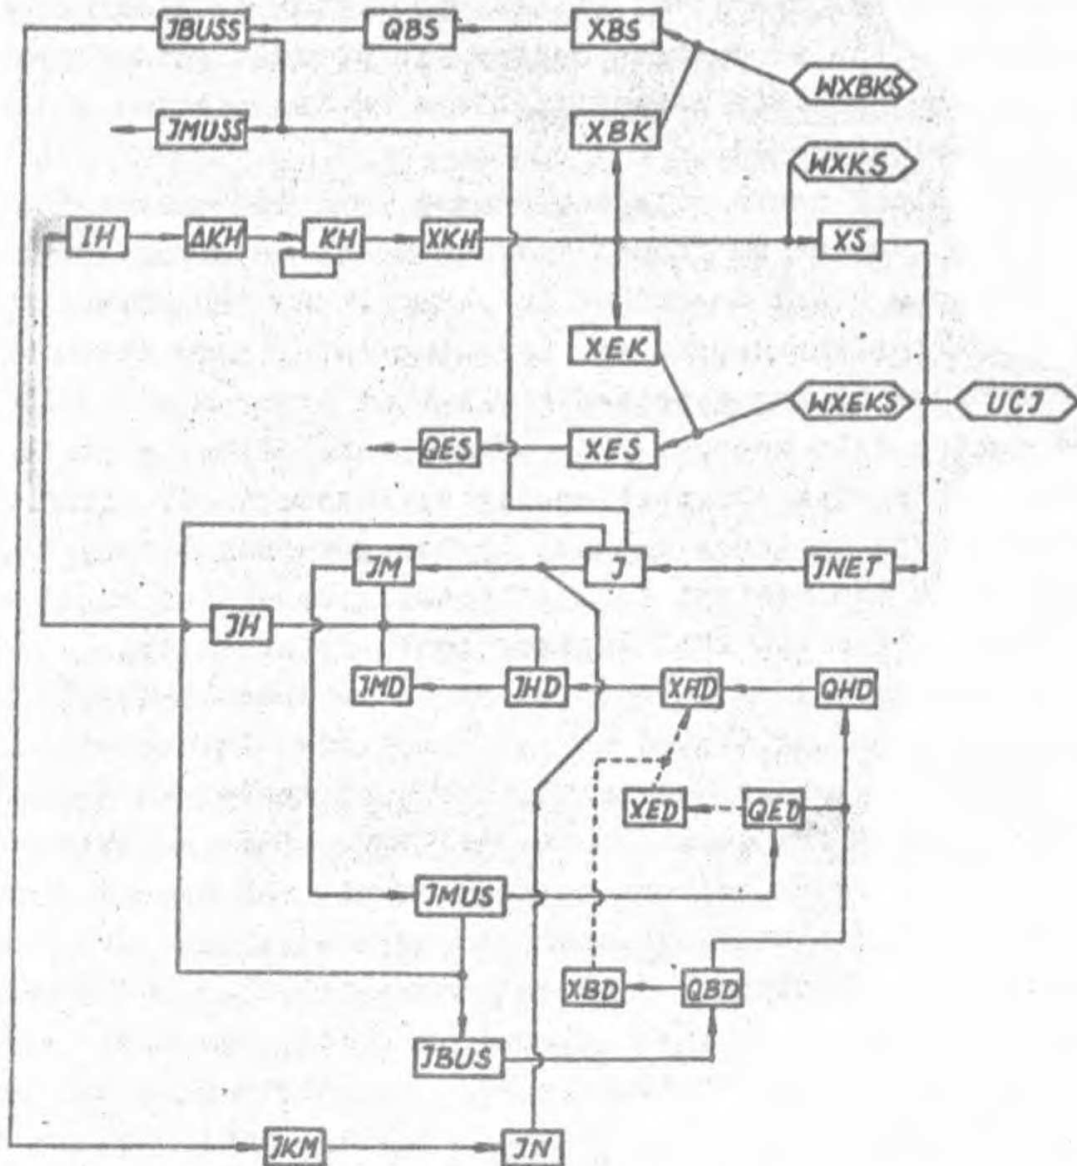 JBUSS QBS XBS
WXBKS
JMUSS XBK
WXKS
IH ΔKH KH XKH XS
XEK
WXEKS UCJ
QES XES
JM J JNET
JH
JMD JHD XHD QHD
XED QED
JMUS
XBD QBD
JBUS
JKM JN